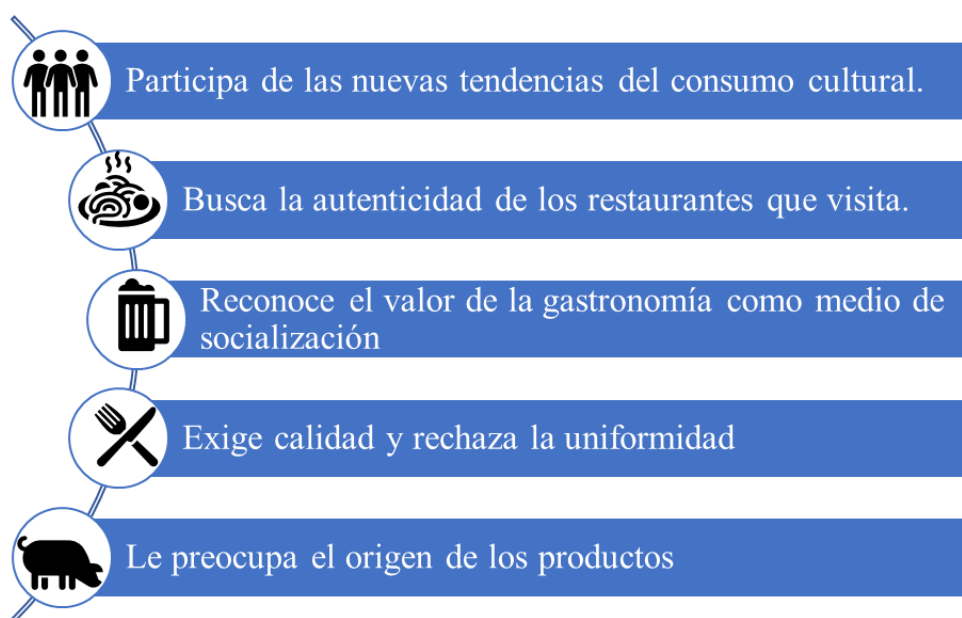 Participa de las nuevas tendencias del consumo cultural.
Busca la autenticidad de los restaurantes que visita.
Reconoce el valor de la gastronomía como medio de
socialización
Exige calidad y rechaza la uniformidad
Le preocupa el origen de los productos